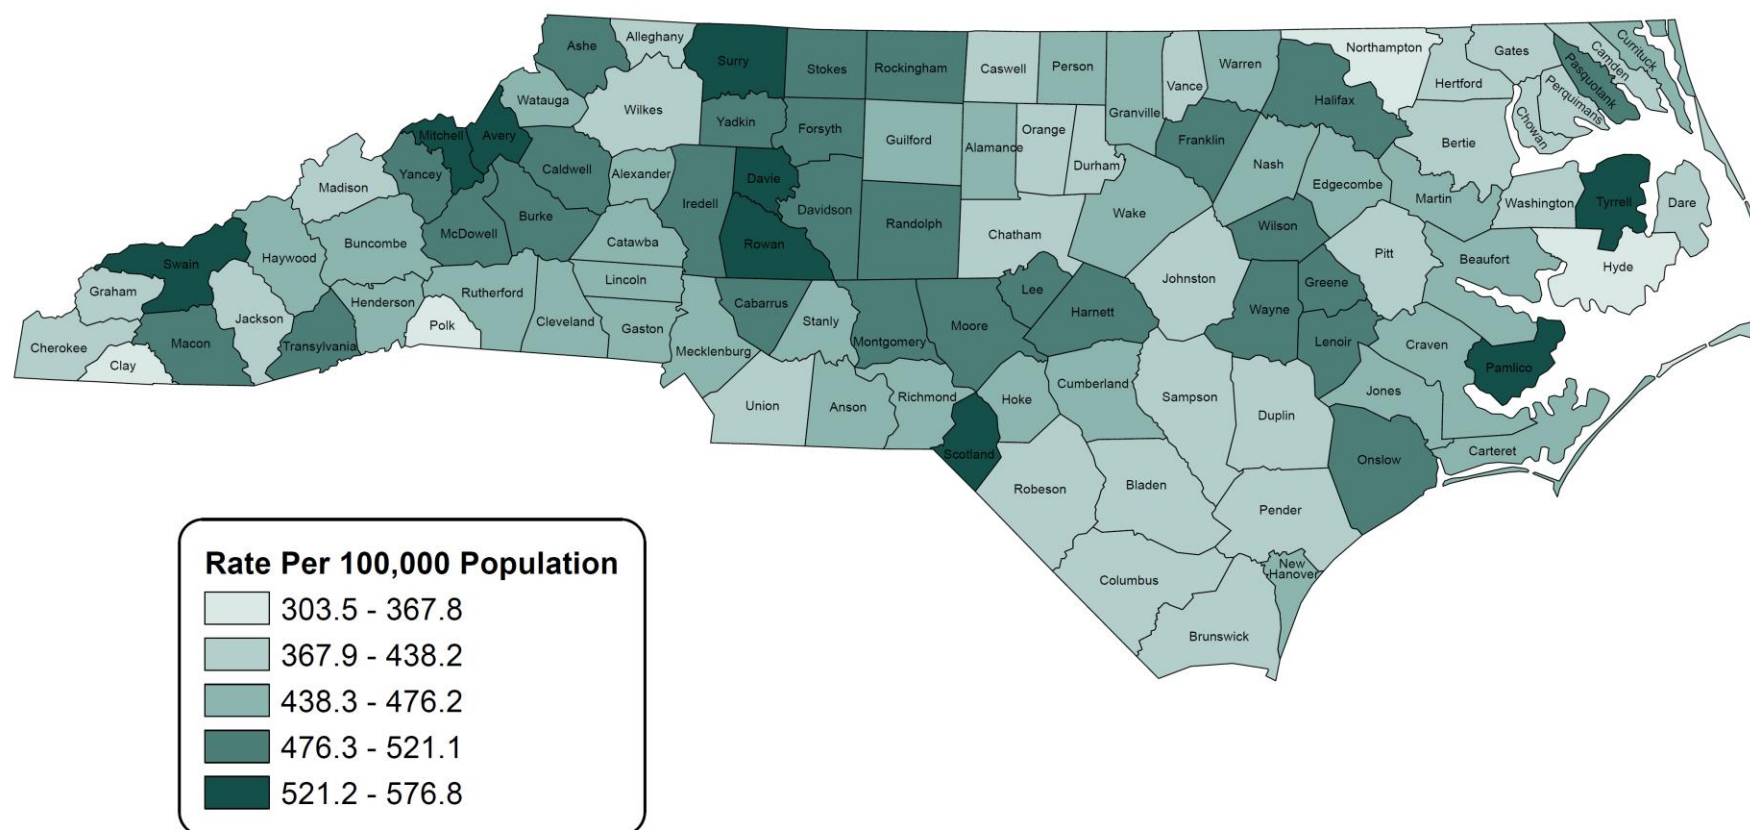 Ashe
Alleghany
Surry
Stokes
Rockingham
Caswell
Person
Granville
Vance
Warren
Northampton
Halifax
Hertford
Gates
Currituck
Camden
Pasquotank
Perquimans
Chowan
Bertie
Watauga
Wilkes
Yadkin
Forsyth
Guilford
Alamance
Orange
Durham
Franklin
Nash
Edgecombe
Martin
Washington
Tyrrell
Dare
Mitchell
Avery
Yancey
Caldwell
Alexander
Iredell
Davie
Davidson
Randolph
Chatham
Wake
Wilson
Pitt
Beaufort
Hyde
Madison
Buncombe
McDowell
Burke
Catawba
Rowan
Lincoln
Johnston
Greene
Swain
Haywood
Graham
Jackson
Henderson
Rutherford
Cleveland
Gaston
Cabarrus
Stanly
Montgomery
Moore
Lee
Harnett
Wayne
Lenoir
Craven
Pamlico
Cherokee
Clay
Macon
Transylvania
Polk
Mecklenburg
Union
Anson
Richmond
Hoke
Cumberland
Sampson
Duplin
Jones
Carteret
Scotland
Robeson
Bladen
Pender
Onslow
Columbus
New
Hanover
Brunswick
Rate Per 100,000 Population
303.5 - 367.8
367.9 - 438.2
438.3 - 476.2
476.3 - 521.1
521.2 - 576.8